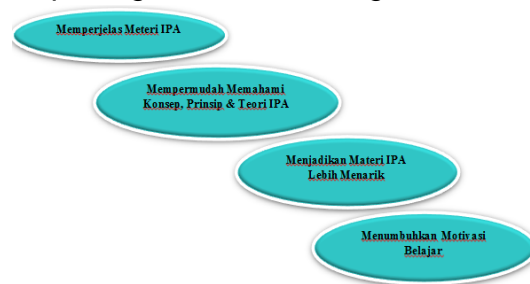 Memperjelas Meteri IPA
Mempermudah Memahami
Konsep, Prinsip & Teori IPA
Menjadikan Materi IPA
Lebih Menarik
Menumbuhkan Motivasi
Belajar